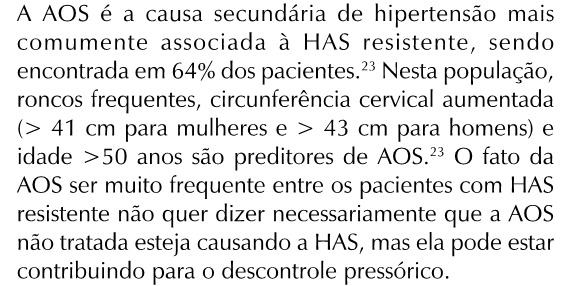 A AOS é a causa secundária de hipertensão mais
comumente associada à HAS resistente, sendo
encontrada em 64% dos pacientes.²³ Nesta população,
roncos frequentes, circunferência cervical aumentada
(> 41 cm para mulheres e > 43 cm para homens) e
idade >50 anos são preditores de AOS.²³ O fato da
AOS ser muito frequente entre os pacientes com HAS
resistente não quer dizer necessariamente que a AOS
não tratada esteja causando a HAS, mas ela pode estar
contribuindo para o descontrole pressórico.